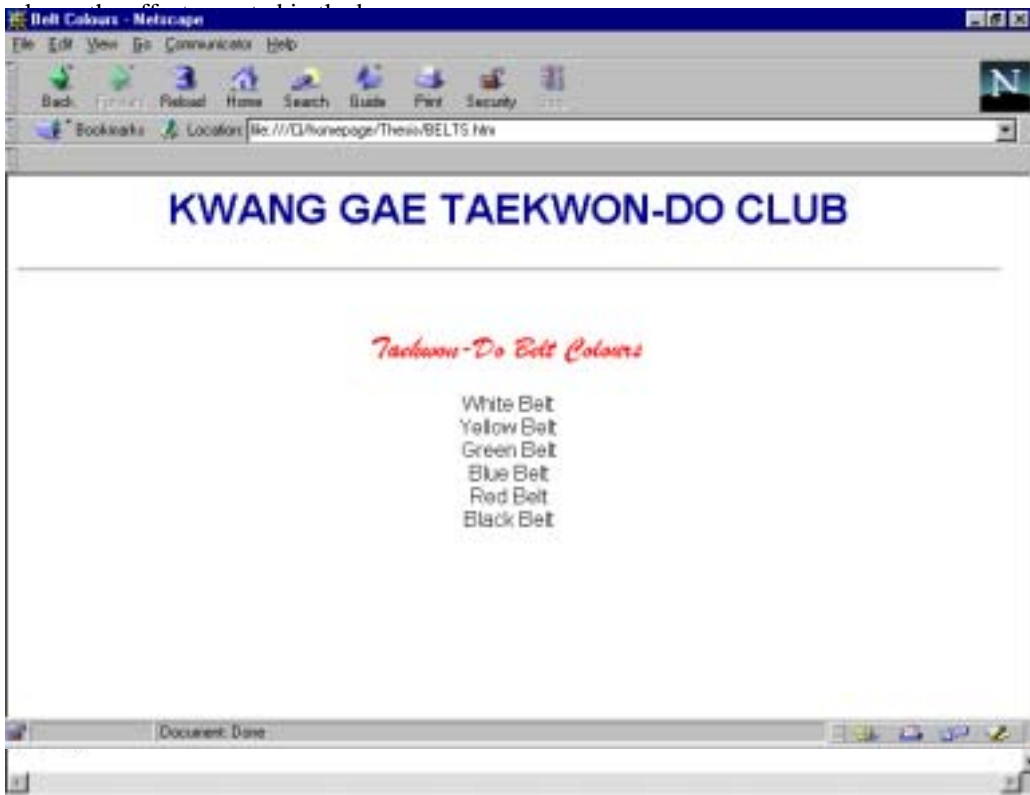 Belt Colours - Netscape
File Edit View Go Communicator Help
Back Forward Reload Home Search Guide Print Security
Bookmarks Location: file:///C|/homepage/Thesis/BELTS.htm
KWANG GAE TAEKWON-DO CLUB
Taekwon-Do Belt Colours
White Belt
Yellow Belt
Green Belt
Blue Belt
Red Belt
Black Belt
Document: Done